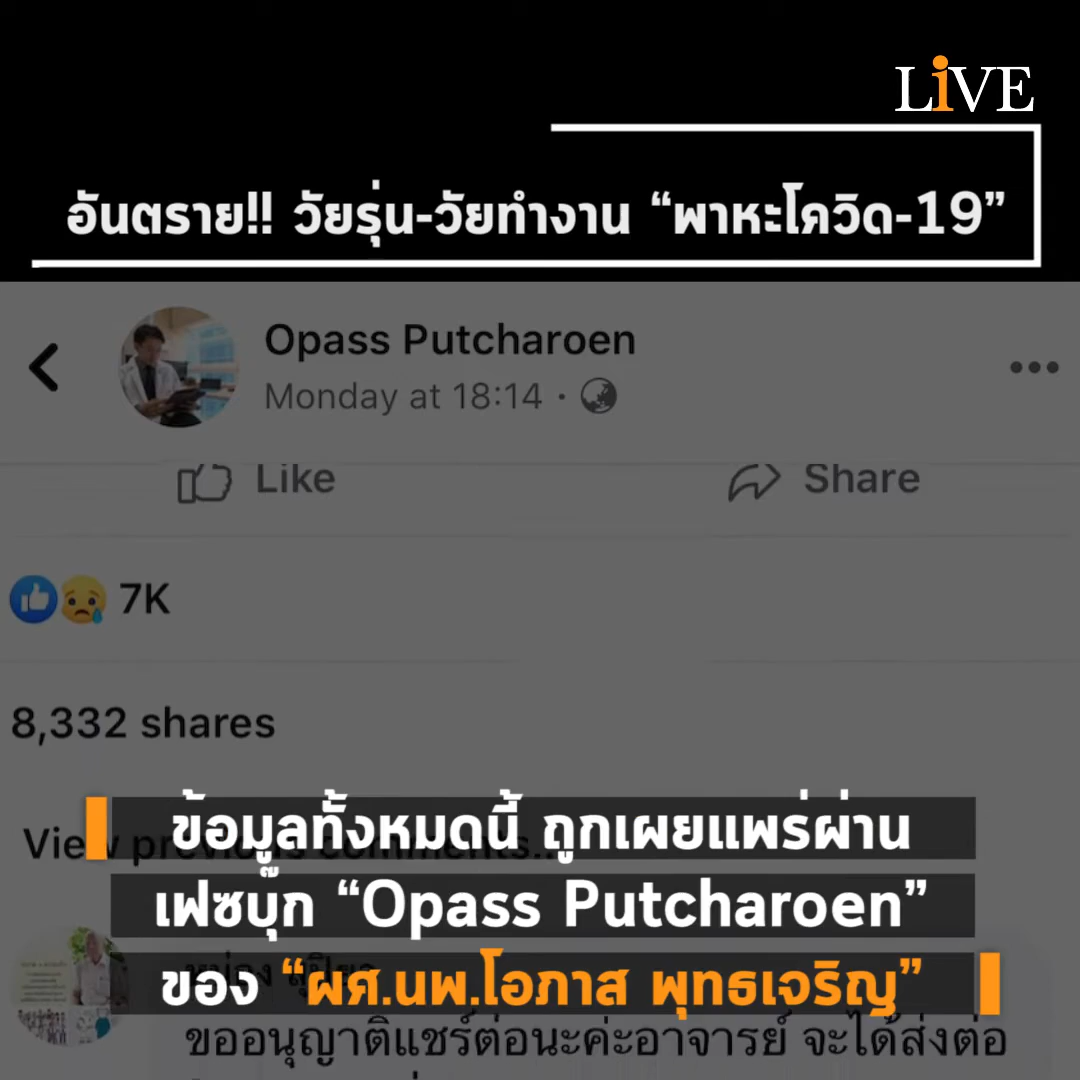 LiVE
อันตราย!! วัยรุ่น-วัยทำงาน “พาหะโควิด-19”
Opass Putcharoen
Monday at 18:14 ·
Like
Share
7K
8,332 shares
View previous comments...
ข้อมูลทั้งหมดนี้ ถูกเผยแพร่ผ่าน
เฟซบุ๊ก “Opass Putcharoen”
ของ “ผศ.นพ.โอภาส พุทธเจริญ”
ขออนุญาติแชร์ต่อนะค่ะอาจารย์ จะได้ส่งต่อ